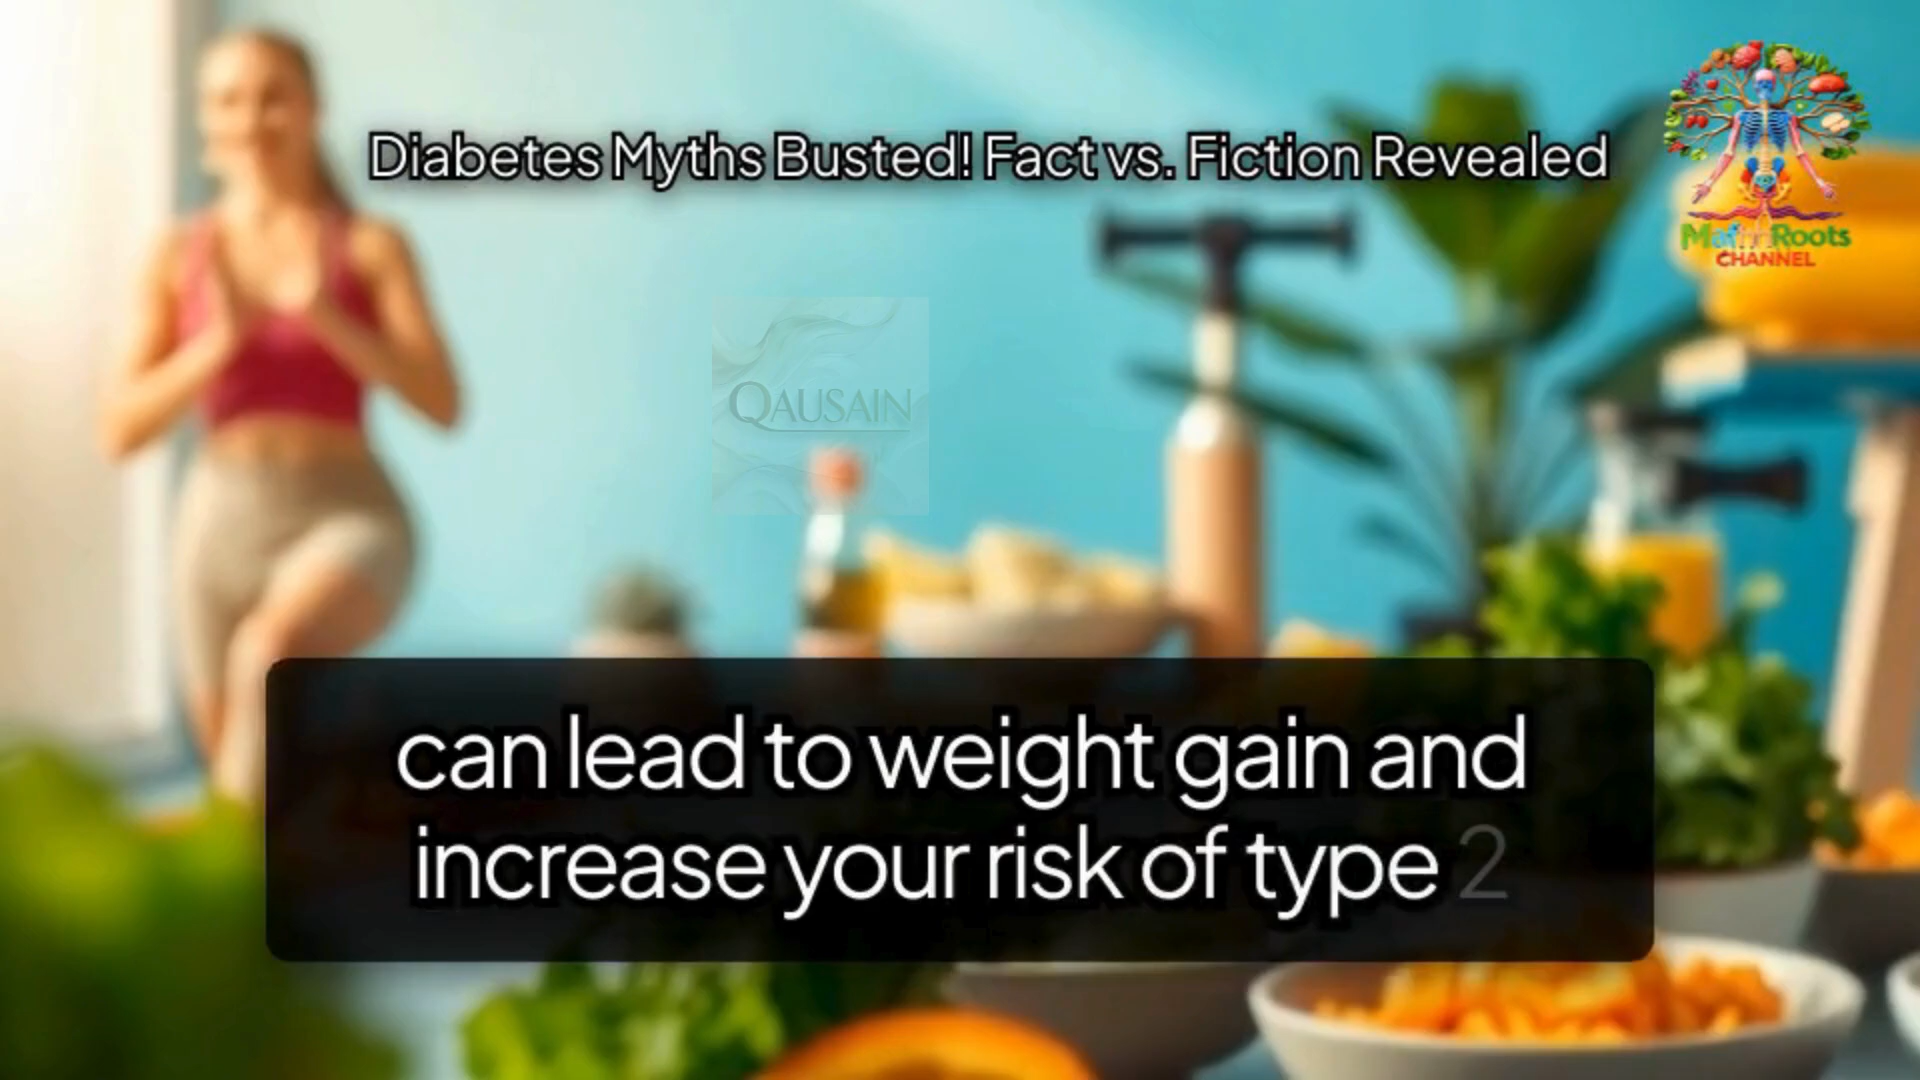 Diabetes Myths Busted! Fact vs. Fiction Revealed
Roots
CHANNEL
QAUSAIN
can lead to weight gain and
increase your risk of type 2